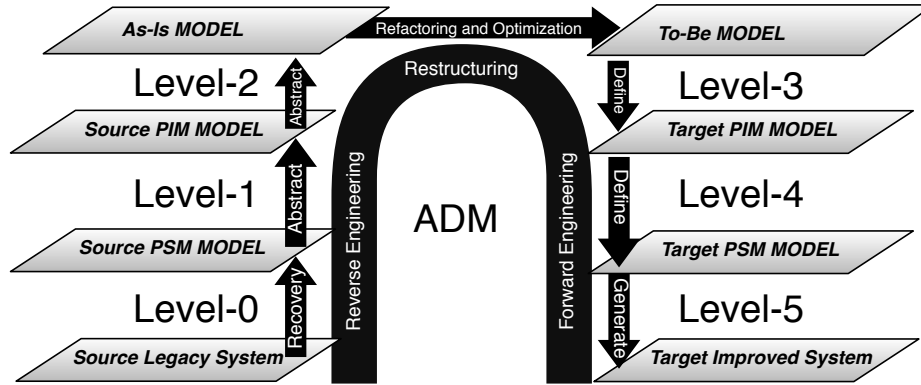 As-Is MODEL
Refactoring and Optimization
To-Be MODEL
Restructuring
Level-2
Abstract
Define
Level-3
Source PIM MODEL
Target PIM MODEL
Level-1
Abstract
Reverse Engineering
ADM
Forward Engineering
Define
Level-4
Source PSM MODEL
Target PSM MODEL
Level-0
Recovery
Generate
Level-5
Source Legacy System
Target Improved System